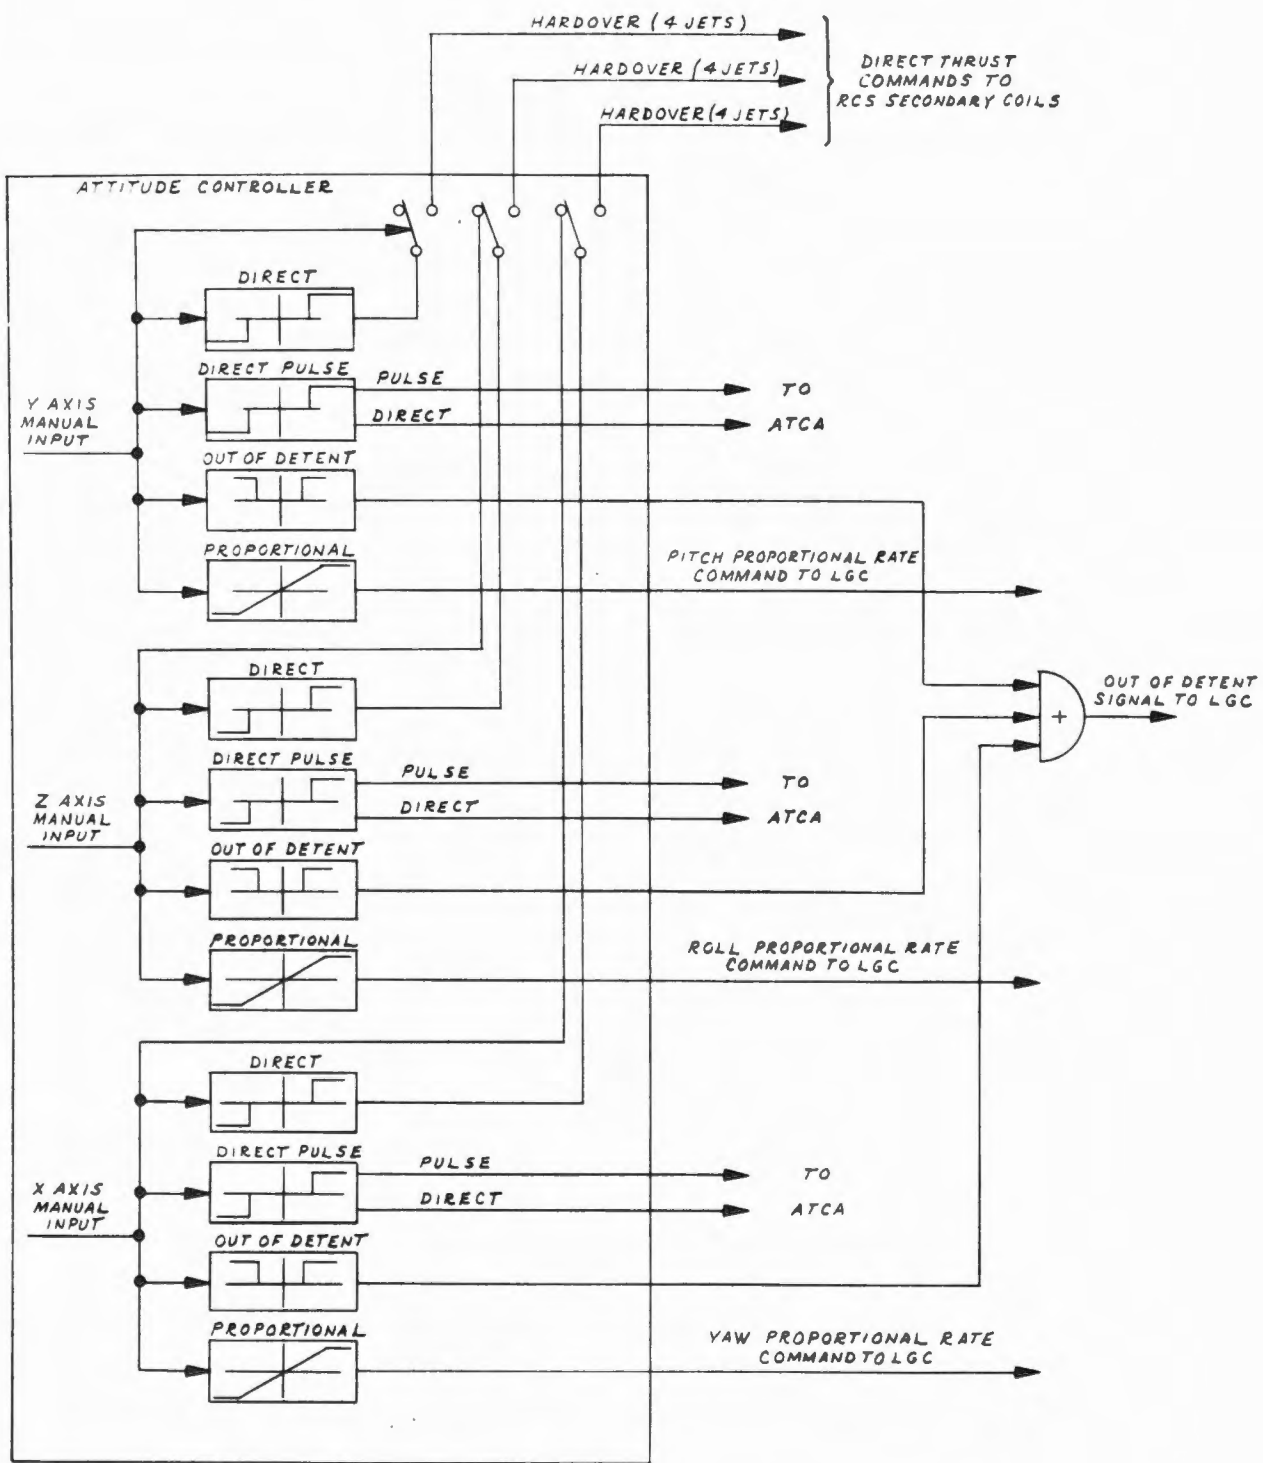 HARDOVER (4 JETS)
HARDOVER (4 JETS)
HARDOVER (4 JETS)
DIRECT THRUST
COMMANDS TO
RCS SECONDARY COILS
ATTITUDE CONTROLLER
DIRECT
DIRECT PULSE
PULSE
DIRECT
TO
ATCA
Y AXIS
MANUAL
INPUT
OUT OF DETENT
PROPORTIONAL
PITCH PROPORTIONAL RATE
COMMAND TO LGC
DIRECT
DIRECT PULSE
PULSE
DIRECT
TO
ATCA
Z AXIS
MANUAL
INPUT
OUT OF DETENT
PROPORTIONAL
ROLL PROPORTIONAL RATE
COMMAND TO LGC
+
OUT OF DETENT
SIGNAL TO LGC
DIRECT
DIRECT PULSE
PULSE
DIRECT
TO
ATCA
X AXIS
MANUAL
INPUT
OUT OF DETENT
PROPORTIONAL
YAW PROPORTIONAL RATE
COMMAND TO LGC